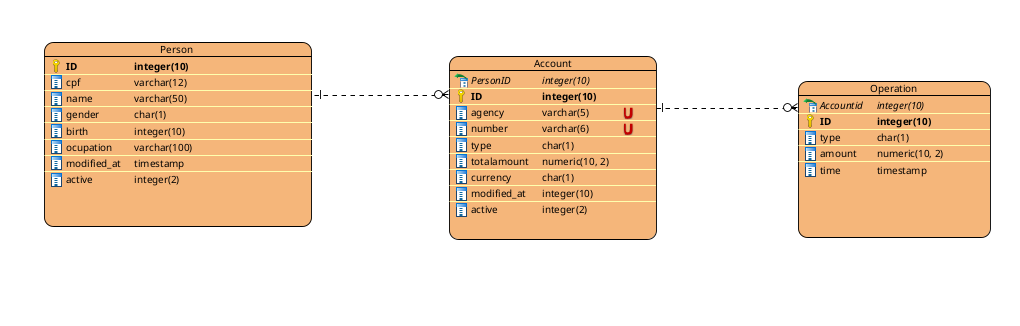 Person
ID integer(10)
cpf varchar(12)
name varchar(50)
gender char(1)
birth integer(10)
ocupation varchar(100)
modified_at timestamp
active integer(2)
Account
PersonID integer(10)
ID integer(10)
agency varchar(5) U
number varchar(6) U
type char(1)
totalamount numeric(10, 2)
currency char(1)
modified_at integer(10)
active integer(2)
Operation
Accountid integer(10)
ID integer(10)
type char(1)
amount numeric(10, 2)
time timestamp